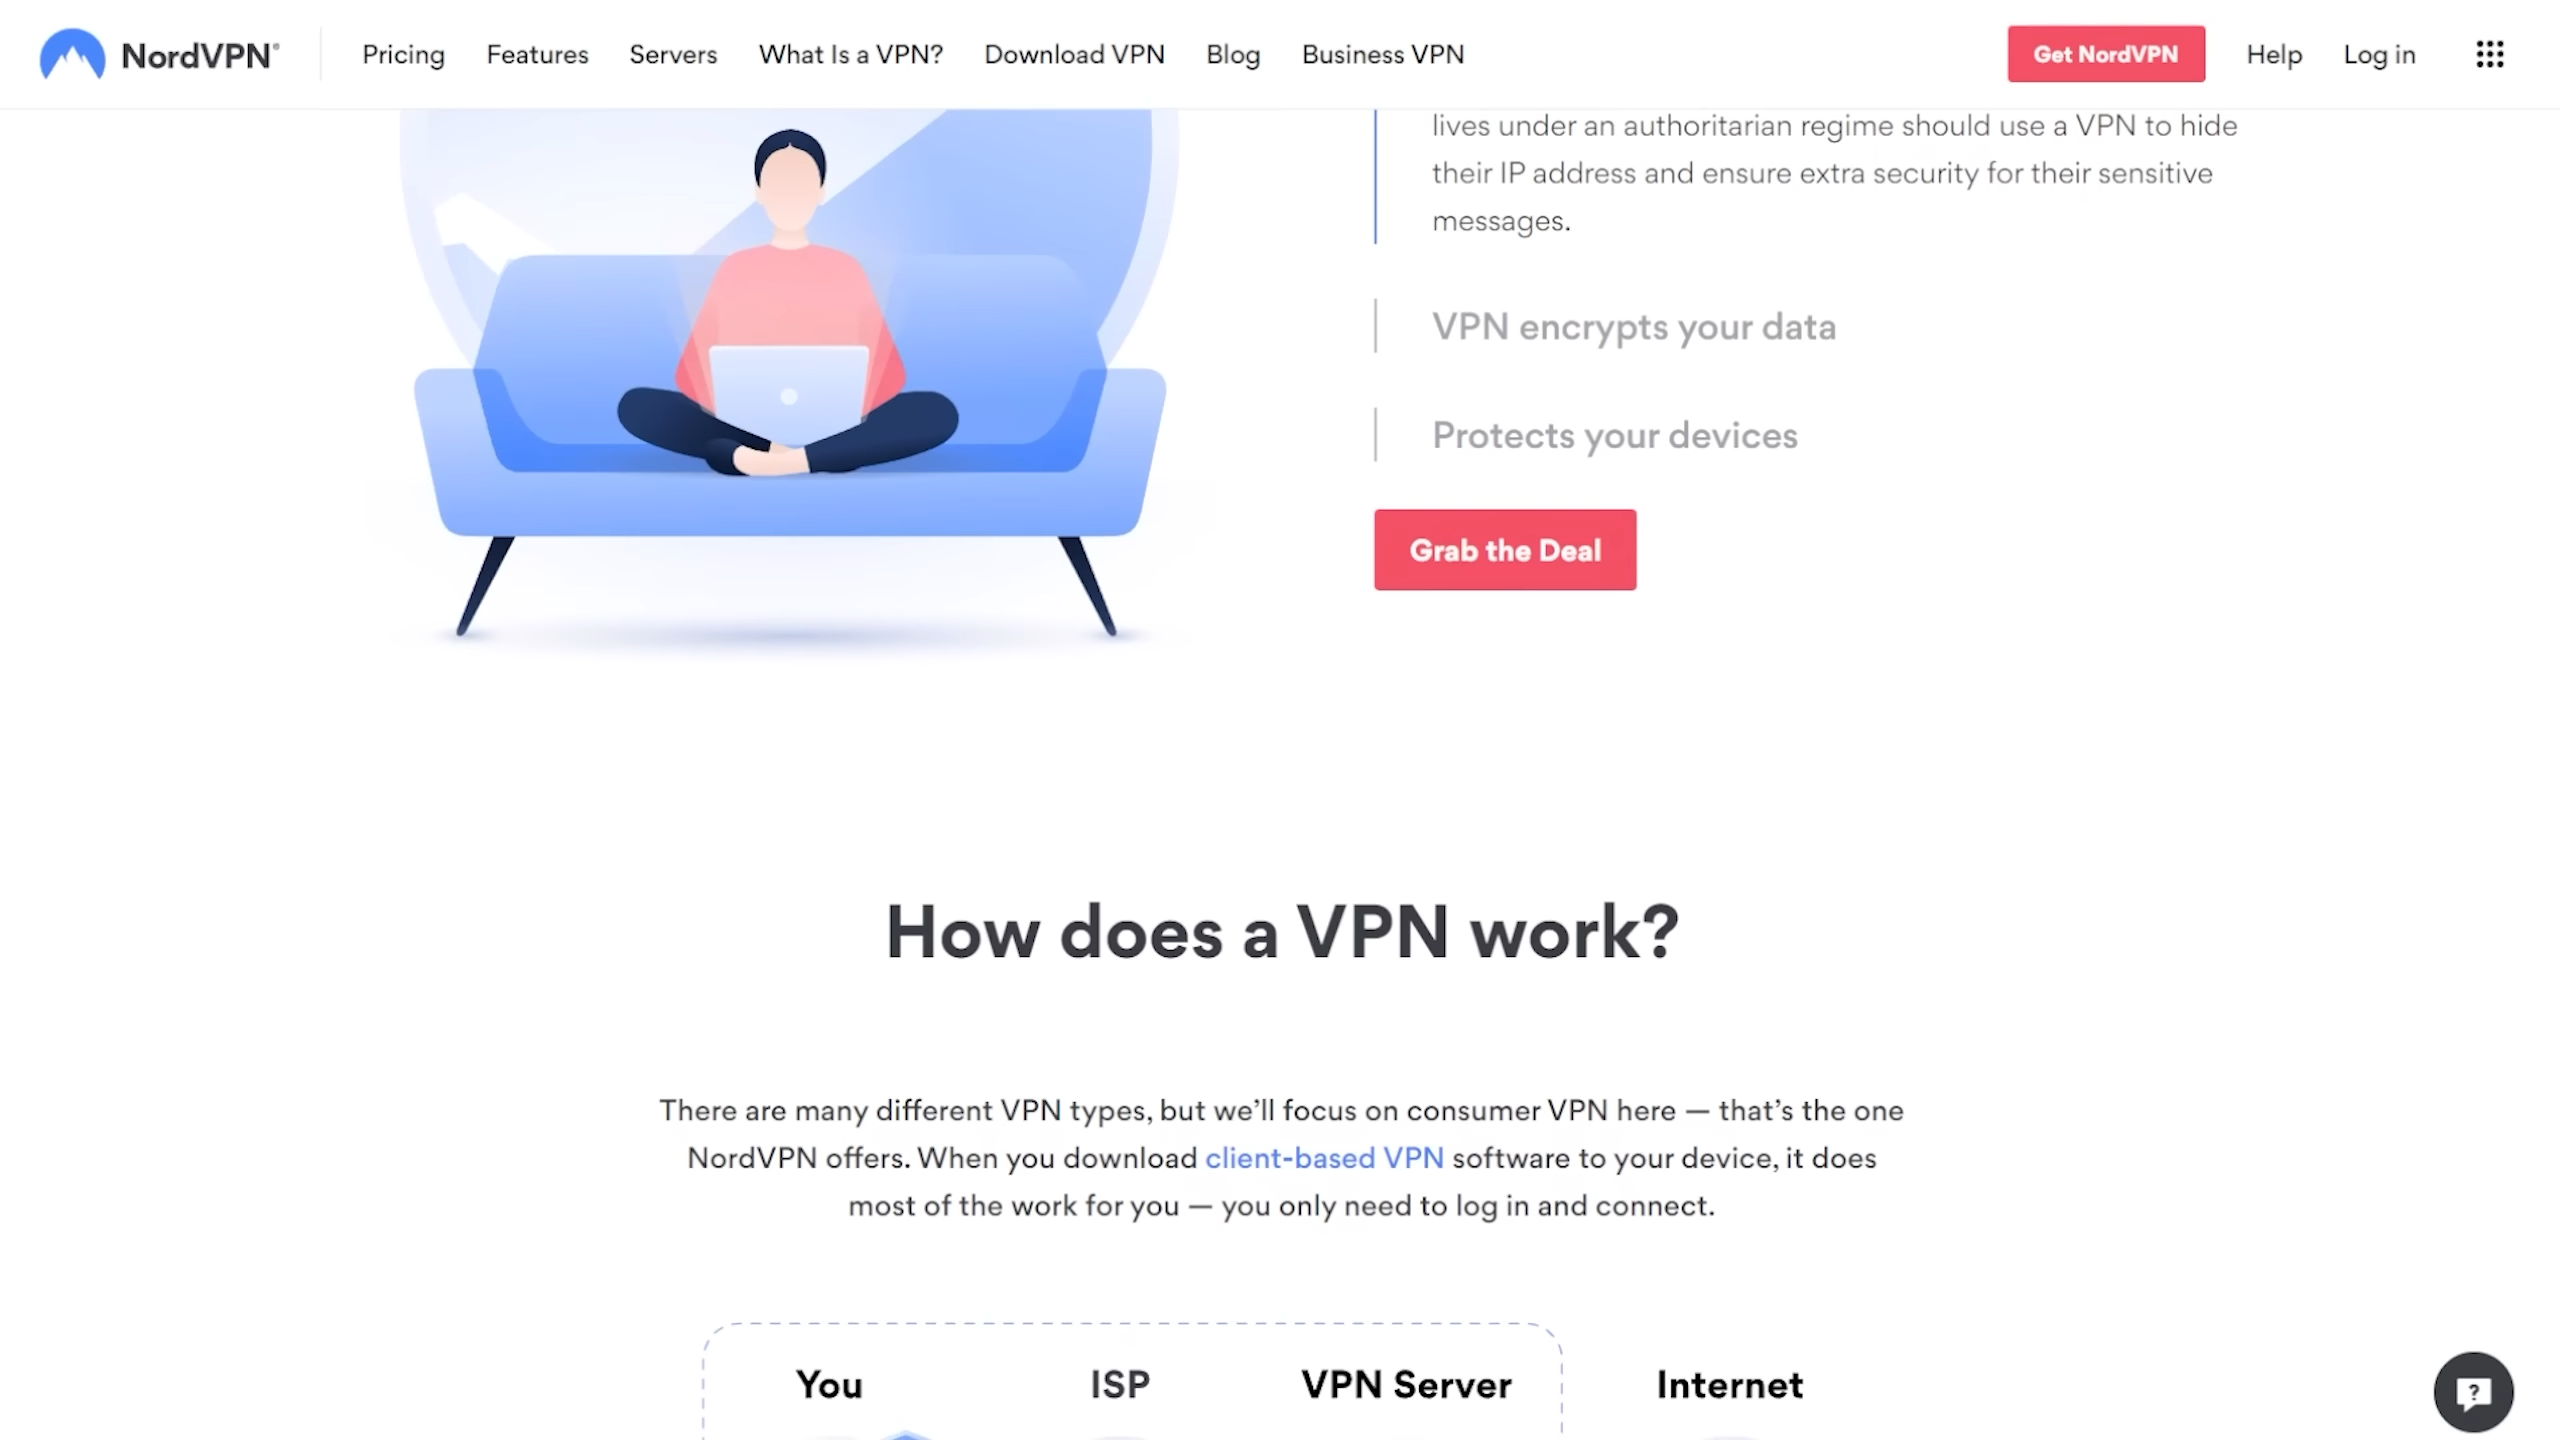 NordVPN®
Pricing
Features
Servers
What Is a VPN?
Download VPN
Blog
Business VPN
Get NordVPN
Help
Log in
lives under an authoritarian regime should use a VPN to hide
their IP address and ensure extra security for their sensitive
messages.
VPN encrypts your data
Protects your devices
Grab the Deal
How does a VPN work?
There are many different VPN types, but we’ll focus on consumer VPN here — that’s the one
NordVPN offers. When you download client-based VPN software to your device, it does
most of the work for you — you only need to log in and connect.
You
ISP
VPN Server
Internet
?